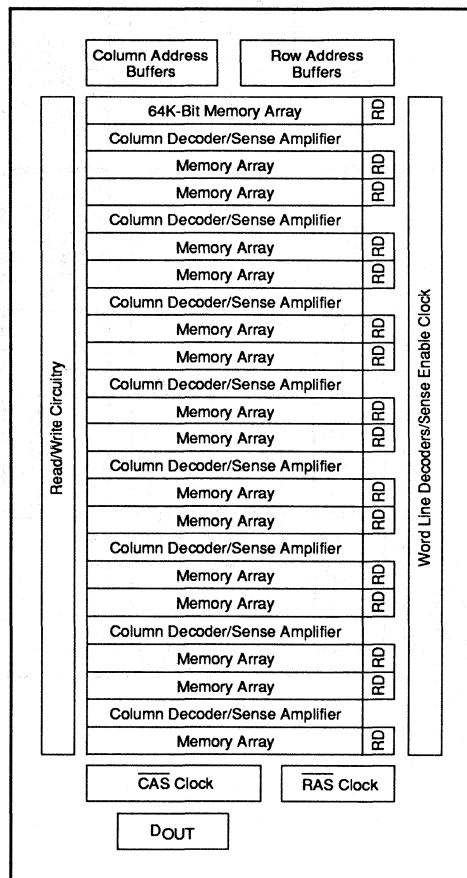 Column Address
Buffers
Row Address
Buffers
64K-Bit Memory Array
RD
Column Decoder/Sense Amplifier
Memory Array
RD
Memory Array
RD
Column Decoder/Sense Amplifier
Memory Array
RD
Memory Array
RD
Column Decoder/Sense Amplifier
Memory Array
RD
Memory Array
RD
Column Decoder/Sense Amplifier
Memory Array
RD
Memory Array
RD
Column Decoder/Sense Amplifier
Memory Array
RD
Memory Array
RD
Column Decoder/Sense Amplifier
Memory Array
RD
Memory Array
RD
Column Decoder/Sense Amplifier
Memory Array
RD
Memory Array
RD
Column Decoder/Sense Amplifier
Memory Array
RD
Read/Write Circuitry
Word Line Decoders/Sense Enable Clock
C̅A̅S̅ Clock
R̅A̅S̅ Clock
DOUT